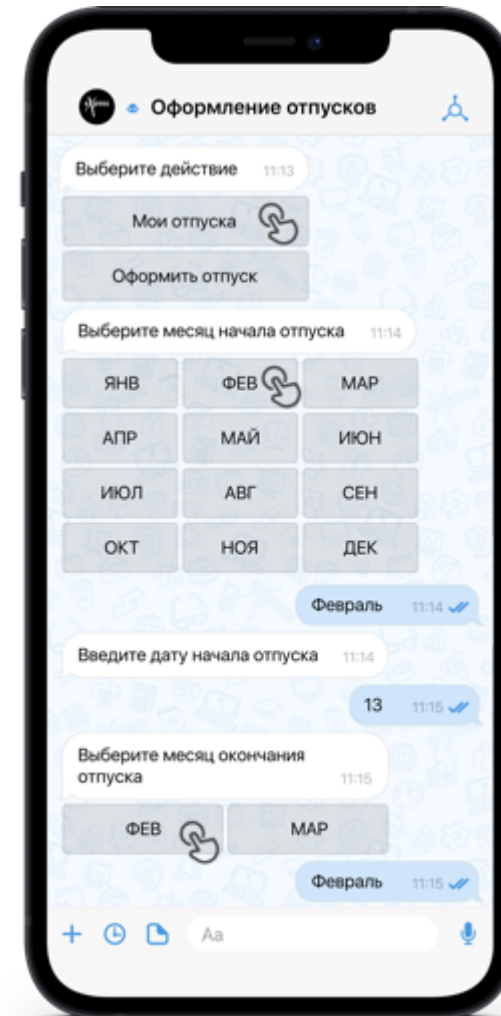 Оформление отпусков
Выберите действие 11:13
Мои отпуска
Оформить отпуск
Выберите месяц начала отпуска 11:14
ЯНВ ФЕВ МАР
АПР МАЙ ИЮН
ИЮЛ АВГ СЕН
ОКТ НОЯ ДЕК
Февраль 11:14
Введите дату начала отпуска 11:14
13 11:15
Выберите месяц окончания
отпуска 11:15
ФЕВ МАР
Февраль 11:15
Aa